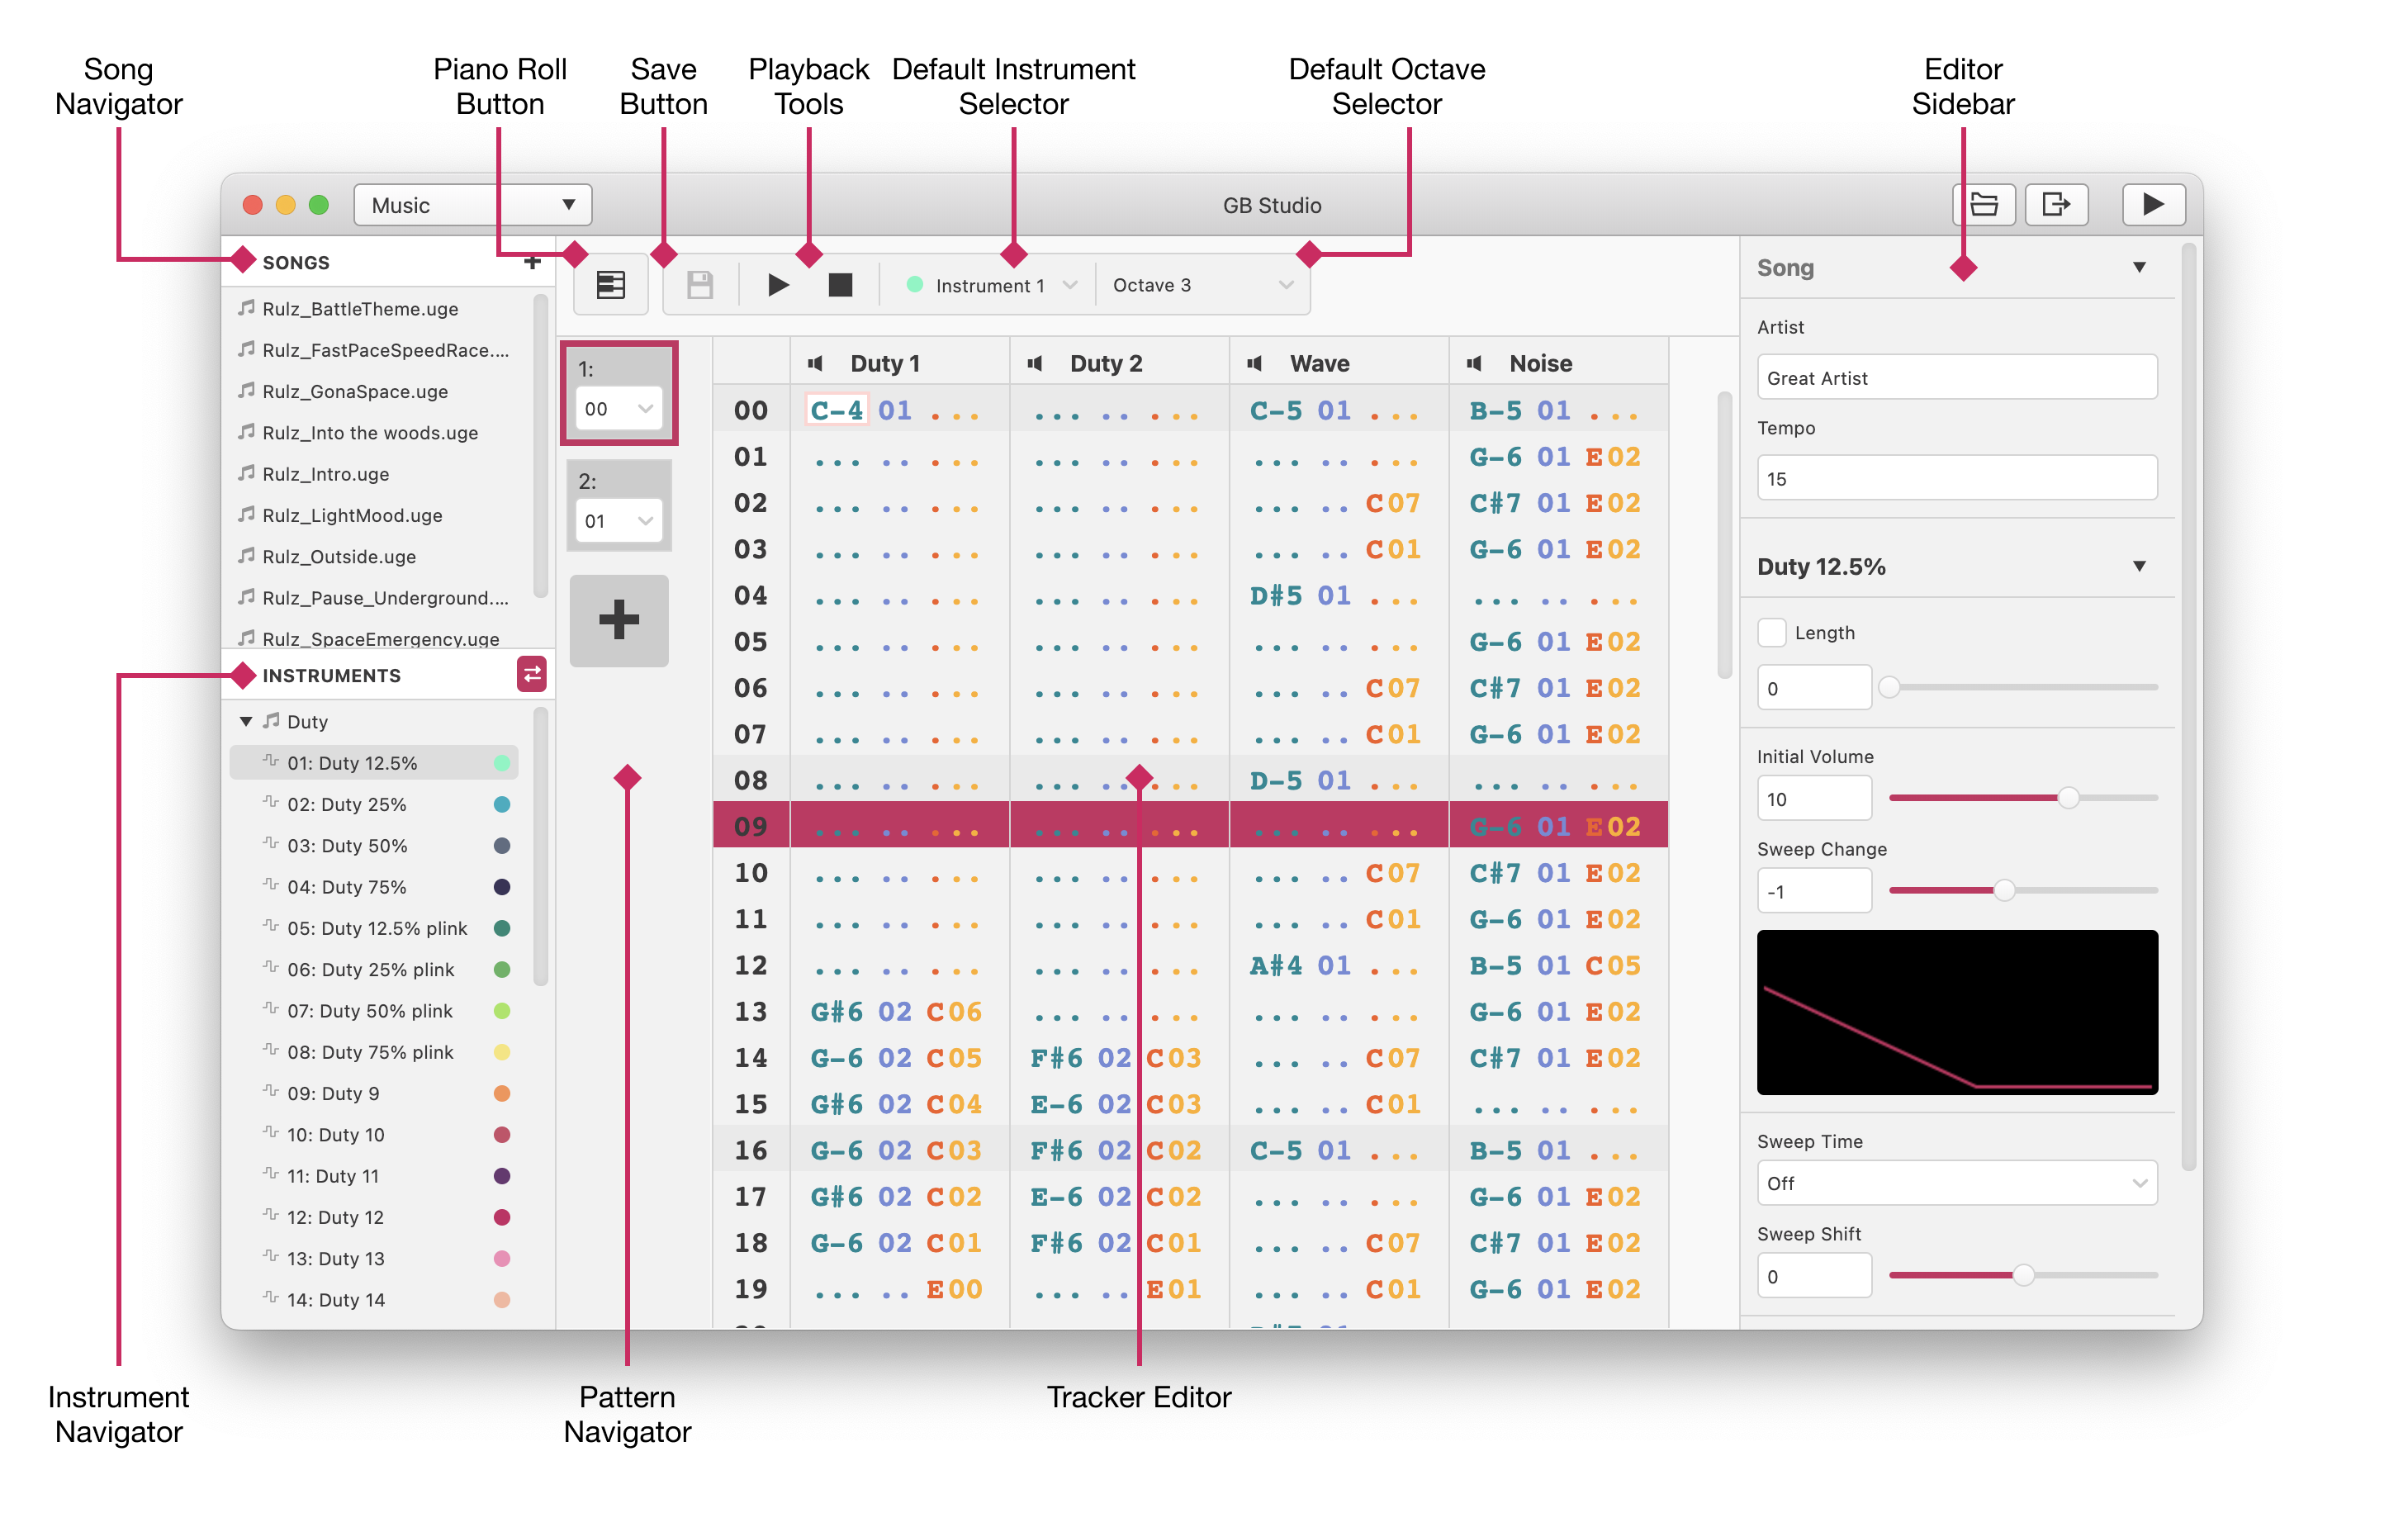 Song
Navigator
Piano Roll
Button
Save
Button
Playback
Tools
Default Instrument
Selector
Default Octave
Selector
Editor
Sidebar
Music
GB Studio
SONGS
Rulz_BattleTheme.uge
Rulz_FastPaceSpeedRace....
Rulz_GonaSpace.uge
Rulz_Into the woods.uge
Rulz_Intro.uge
Rulz_LightMood.uge
Rulz_Outside.uge
Rulz_Pause_Underground....
Rulz_SpaceEmergency.uge
INSTRUMENTS
Duty
01: Duty 12.5%
02: Duty 25%
03: Duty 50%
04: Duty 75%
05: Duty 12.5% plink
06: Duty 25% plink
07: Duty 50% plink
08: Duty 75% plink
09: Duty 9
10: Duty 10
11: Duty 11
12: Duty 12
13: Duty 13
14: Duty 14
Instrument 1
Octave 3
1:
00
2:
01
Duty 1 Duty 2 Wave Noise
00 C-4 01 ... ... .. ... C-5 01 ... B-5 01 ...
01 ... .. ... ... .. ... ... .. ... G-6 01 E02
02 ... .. ... ... .. ... ... .. C07 C#7 01 E02
03 ... .. ... ... .. ... ... .. C01 G-6 01 E02
04 ... .. ... ... .. ... D#5 01 ... ... .. ...
05 ... .. ... ... .. ... ... .. ... G-6 01 E02
06 ... .. ... ... .. ... ... .. C07 C#7 01 E02
07 ... .. ... ... .. ... ... .. C01 G-6 01 E02
08 ... .. ... ... .. ... D-5 01 ... ... .. ...
09 ... .. ... ... .. ... ... .. ... G-6 01 E02
10 ... .. ... ... .. ... ... .. C07 C#7 01 E02
11 ... .. ... ... .. ... ... .. C01 G-6 01 E02
12 ... .. ... ... .. ... A#4 01 ... B-5 01 C05
13 G#6 02 C06 ... .. ... ... .. ... G-6 01 E02
14 G-6 02 C05 F#6 02 C03 ... .. C07 C#7 01 E02
15 G#6 02 C04 E-6 02 C03 ... .. C01 ... .. ...
16 G-6 02 C03 F#6 02 C02 C-5 01 ... B-5 01 ...
17 G#6 02 C02 E-6 02 C02 ... .. ... G-6 01 E02
18 G-6 02 C01 F#6 02 C01 ... .. C07 C#7 01 E02
19 ... .. E00 ... .. E01 ... .. C01 G-6 01 E02
Song
Artist
Great Artist
Tempo
15
Duty 12.5%
Length
0
Initial Volume
10
Sweep Change
-1
Sweep Time
Off
Sweep Shift
0
Instrument
Navigator
Pattern
Navigator
Tracker Editor